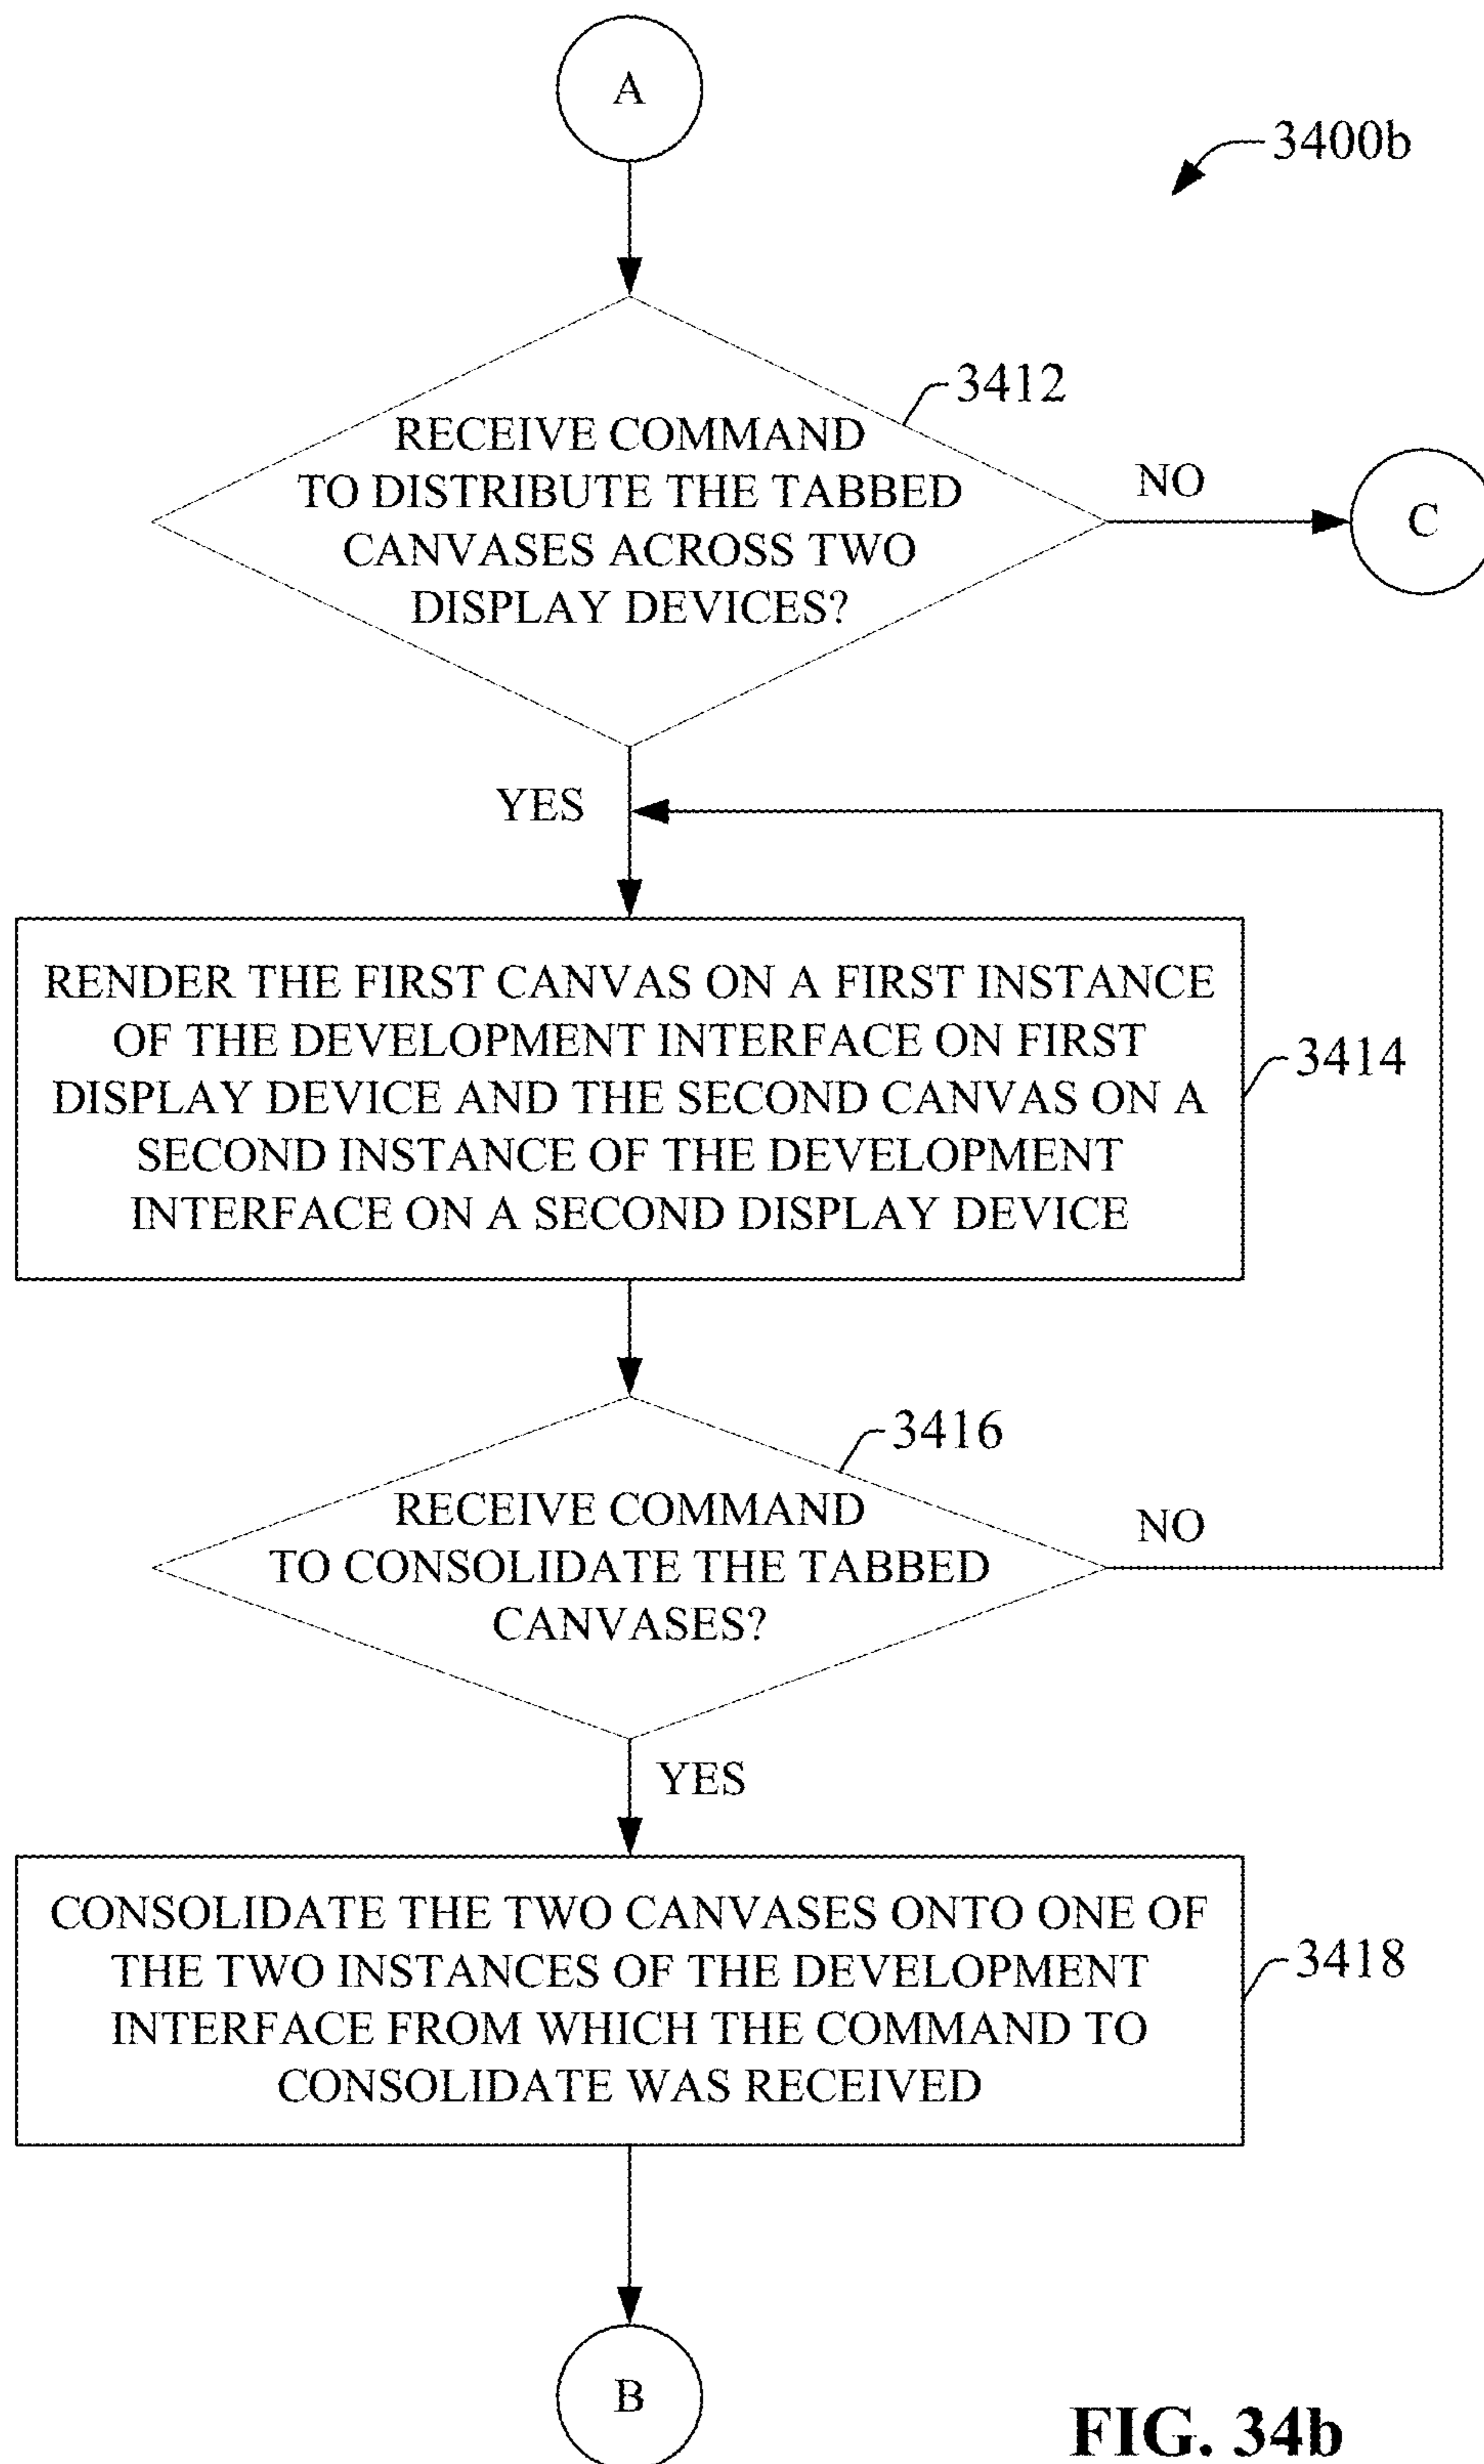 A
3400b
3412
RECEIVE COMMAND
TO DISTRIBUTE THE TABBED
CANVASES ACROSS TWO
DISPLAY DEVICES?
NO
C
YES
RENDER THE FIRST CANVAS ON A FIRST INSTANCE
OF THE DEVELOPMENT INTERFACE ON FIRST
DISPLAY DEVICE AND THE SECOND CANVAS ON A
SECOND INSTANCE OF THE DEVELOPMENT
INTERFACE ON A SECOND DISPLAY DEVICE
3414
3416
RECEIVE COMMAND
TO CONSOLIDATE THE TABBED
CANVASES?
NO
YES
CONSOLIDATE THE TWO CANVASES ONTO ONE OF
THE TWO INSTANCES OF THE DEVELOPMENT
INTERFACE FROM WHICH THE COMMAND TO
CONSOLIDATE WAS RECEIVED
3418
B
FIG. 34b